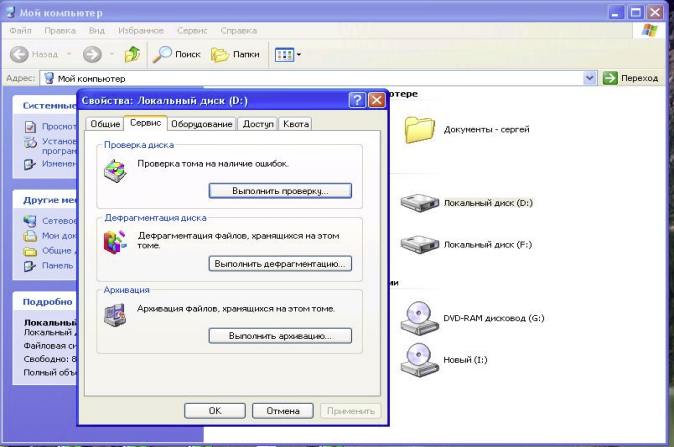 Мой компьютер
Файл Правка Вид Избранное Сервис Справка
Назад Поиск Папки
Адрес: Мой компьютер Переход
Системные
Просмот
Установ
програм
Изменен
Другие мес
Сетевое
Мои док
Общие
Панель
Подробно
Локальный
Локальный
Файловая си
Свободно: 8
Полный объ
Свойства: Локальный диск (D:)
Общие Сервис Оборудование Доступ Квота
Проверка диска
Проверка тома на наличие ошибок.
Выполнить проверку...
Дефрагментация диска
Дефрагментация файлов, хранящихся на этом
томе.
Выполнить дефрагментацию...
Архивация
Архивация файлов, хранящихся на этом томе.
Выполнить архивацию...
OK Отмена Применить
ютере
Документы - сергей
Локальный диск (D:)
Локальный диск (F:)
ми
DVD-RAM дисковод (G:)
Новый (I:)